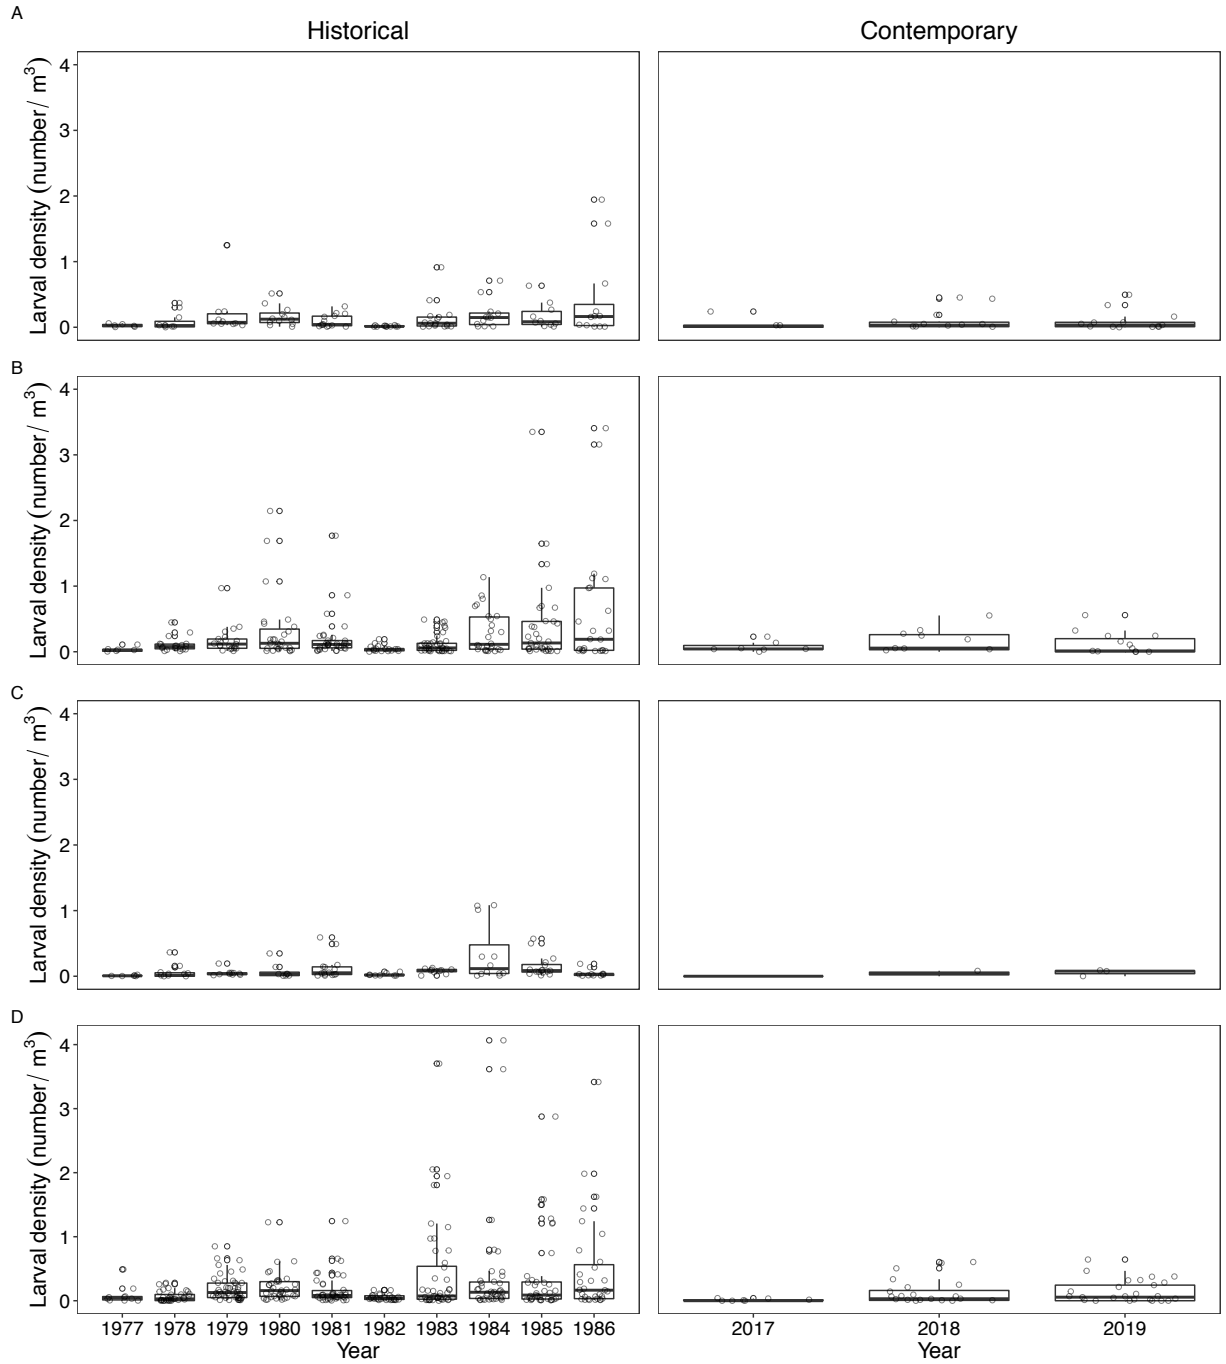 A
Historical
Contemporary
Larval density (number / m³)
4
3
2
1
0
B
Larval density (number / m³)
4
3
2
1
0
C
Larval density (number / m³)
4
3
2
1
0
D
Larval density (number / m³)
4
3
2
1
0
1977 1978 1979 1980 1981 1982 1983 1984 1985 1986
2017 2018 2019
Year
Year